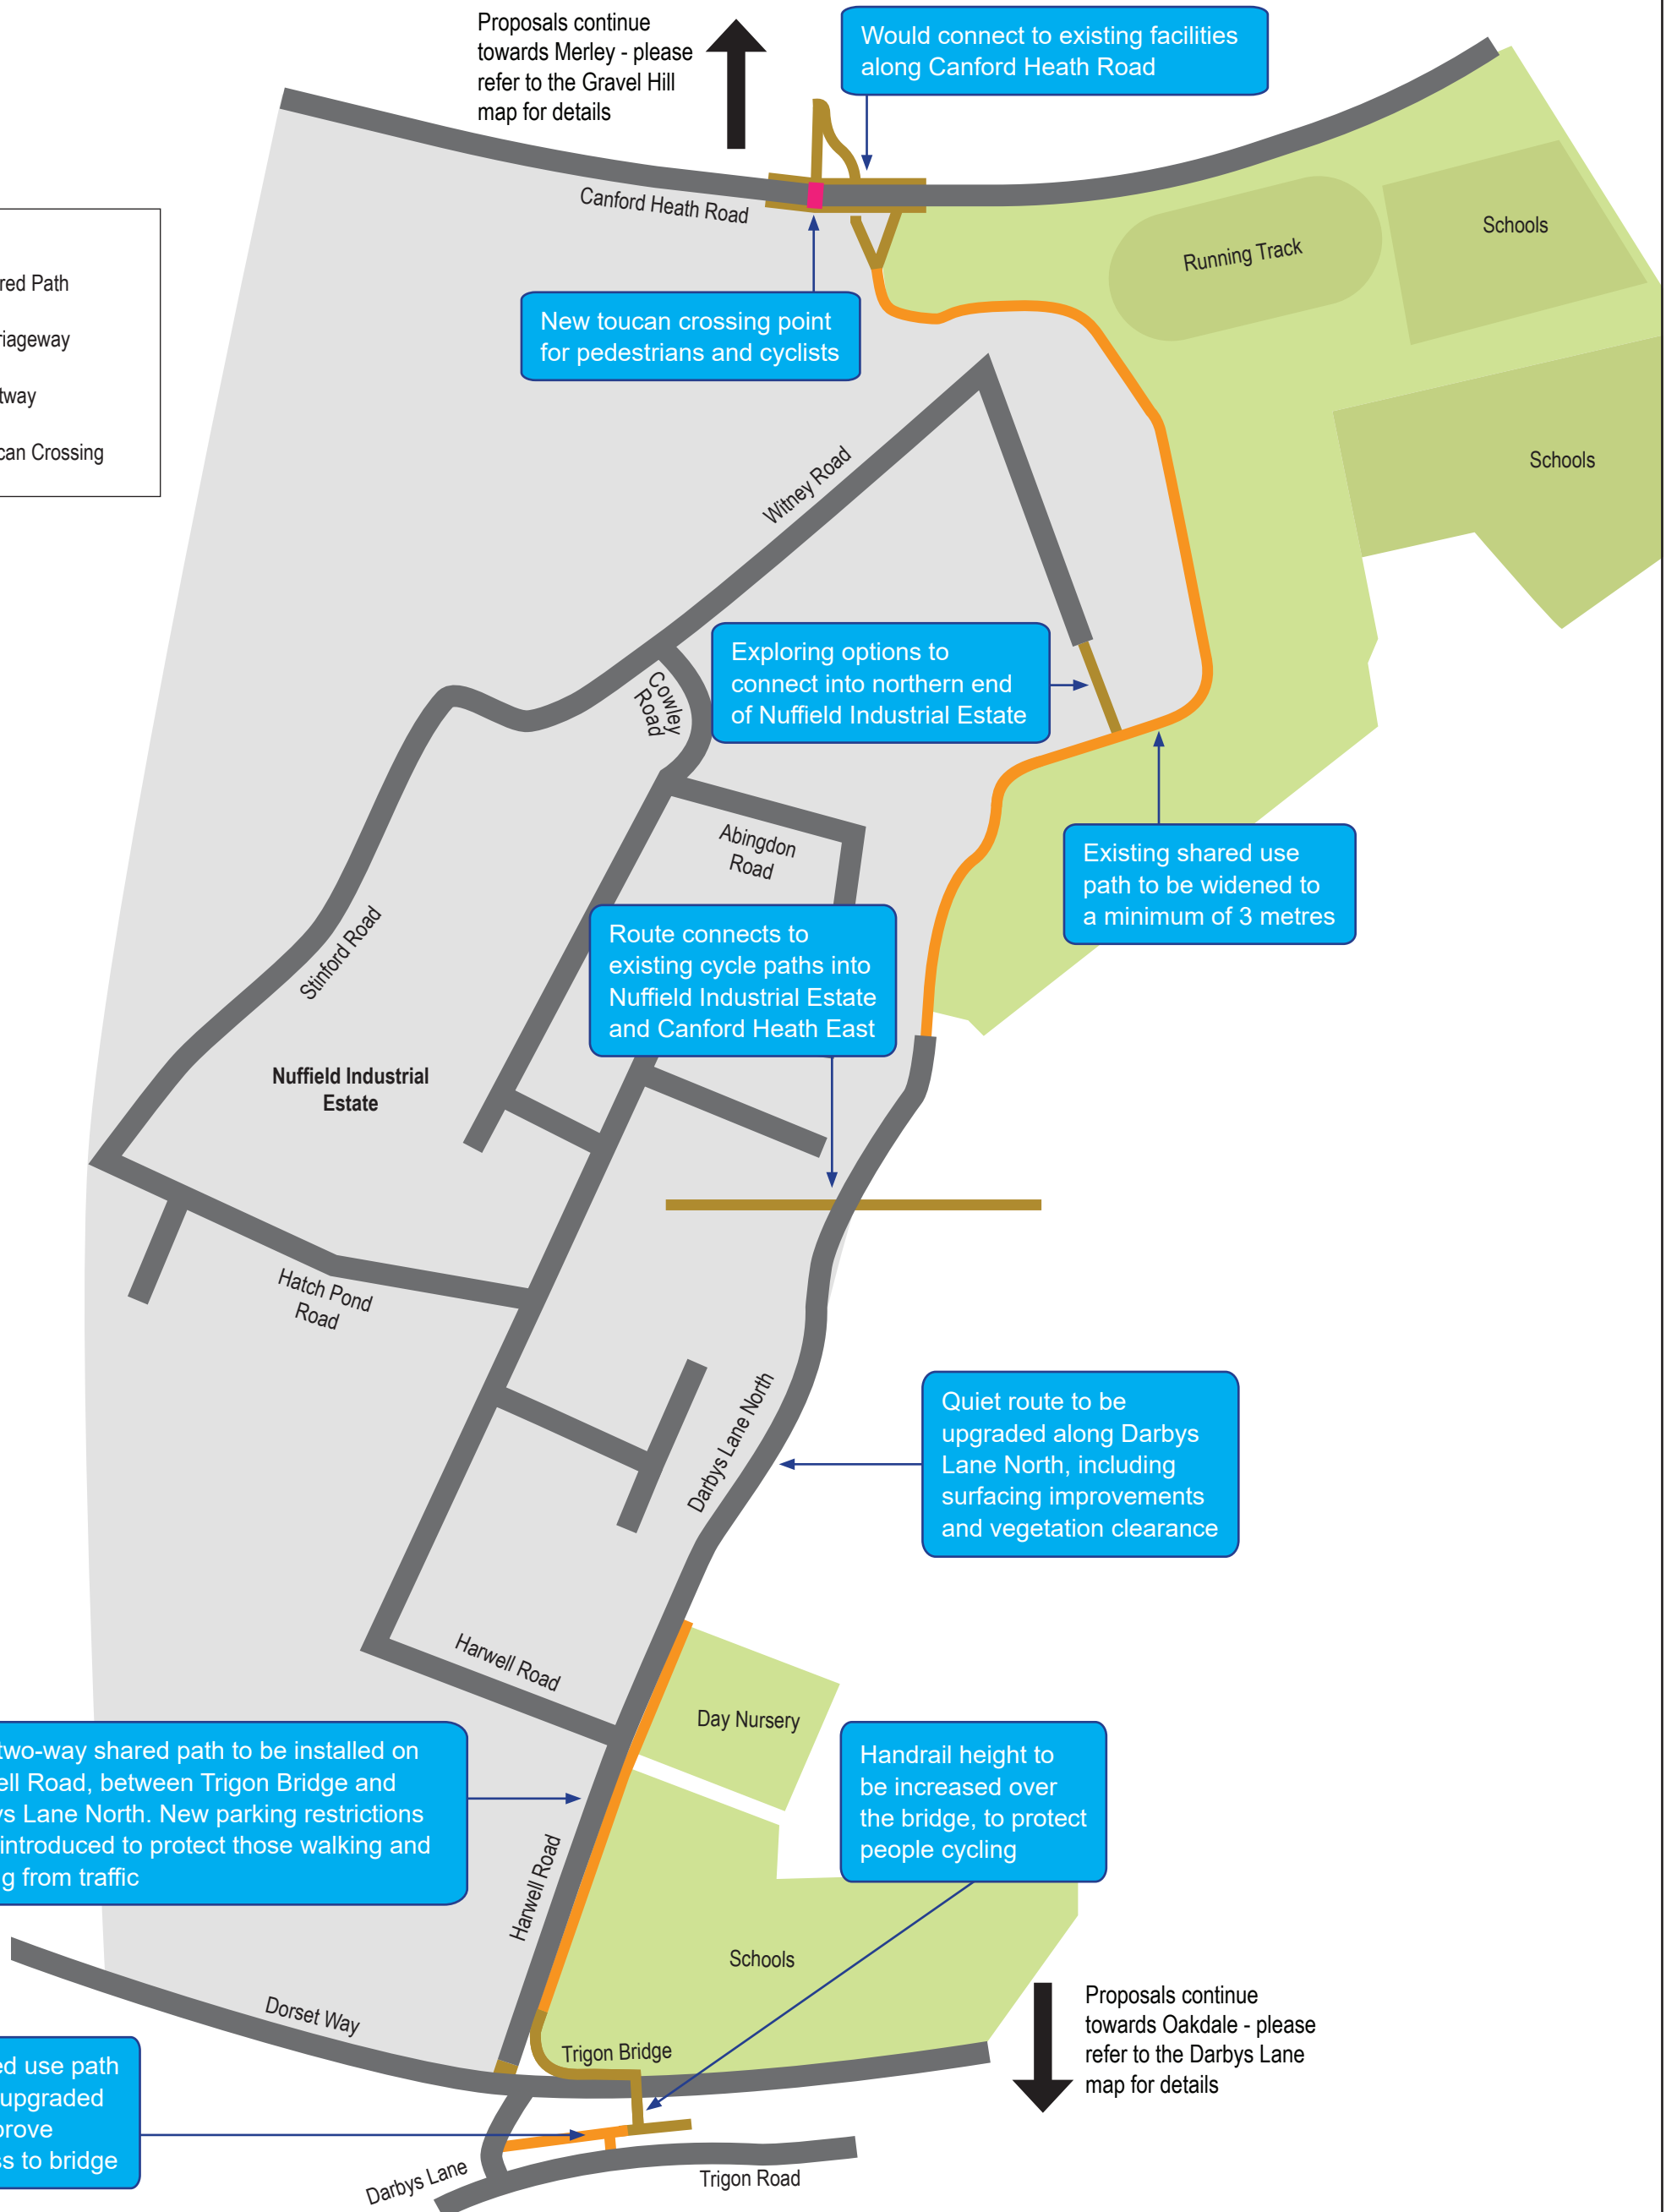 Proposals continue
towards Merley - please
refer to the Gravel Hill
map for details
Would connect to existing facilities
along Canford Heath Road
Canford Heath Road
Schools
Running Track
Path
Crossing
New toucan crossing point
for pedestrians and cyclists
Schools
Witney Road
Exploring options to
connect into northern end
of Nuffield Industrial Estate
Cowley
Road
Abingdon
Road
Existing shared use
path to be widened to
a minimum of 3 metres
Route connects to
existing cycle paths into
Nuffield Industrial Estate
and Canford Heath East
Stinford Road
Nuffield Industrial
Estate
Hatch Pond
Road
Quiet route to be
upgraded along Darbys
Lane North, including
surfacing improvements
and vegetation clearance
Darbys Lane North
Harwell Road
Day Nursery
two-way shared path to be installed on
Road, between Trigon Bridge and
Lane North. New parking restrictions
introduced to protect those walking and
from traffic
Handrail height to
be increased over
the bridge, to protect
people cycling
Harwell Road
Schools
Dorset Way
Proposals continue
towards Oakdale - please
refer to the Darbys Lane
map for details
Trigon Bridge
use path
upgraded
to bridge
Darbys Lane
Trigon Road